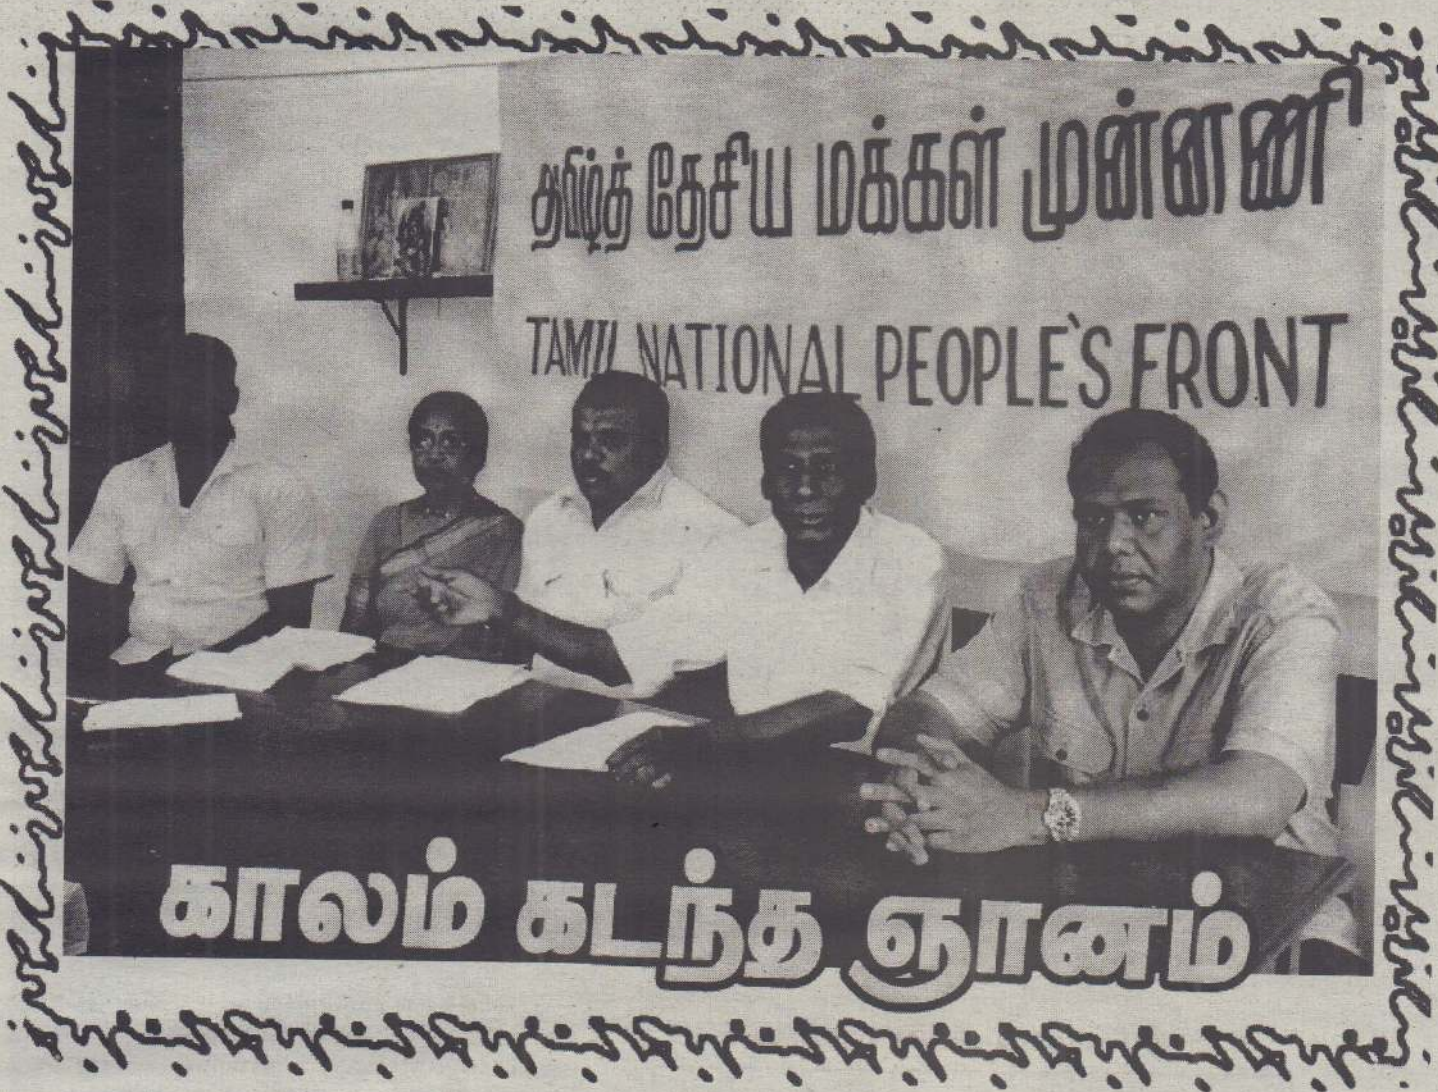 தமிழ்த் தேசிய மக்கள் முன்னணி
TAMIL NATIONAL PEOPLE'S FRONT
காலம் கடந்த ஞானம்